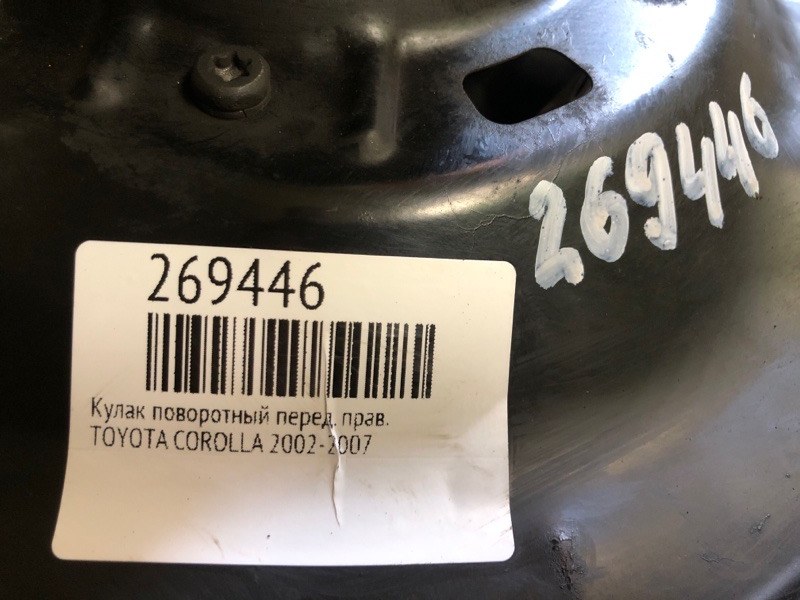 269446
269446
Кулак поворотный перед. прав.
TOYOTA COROLLA 2002-2007